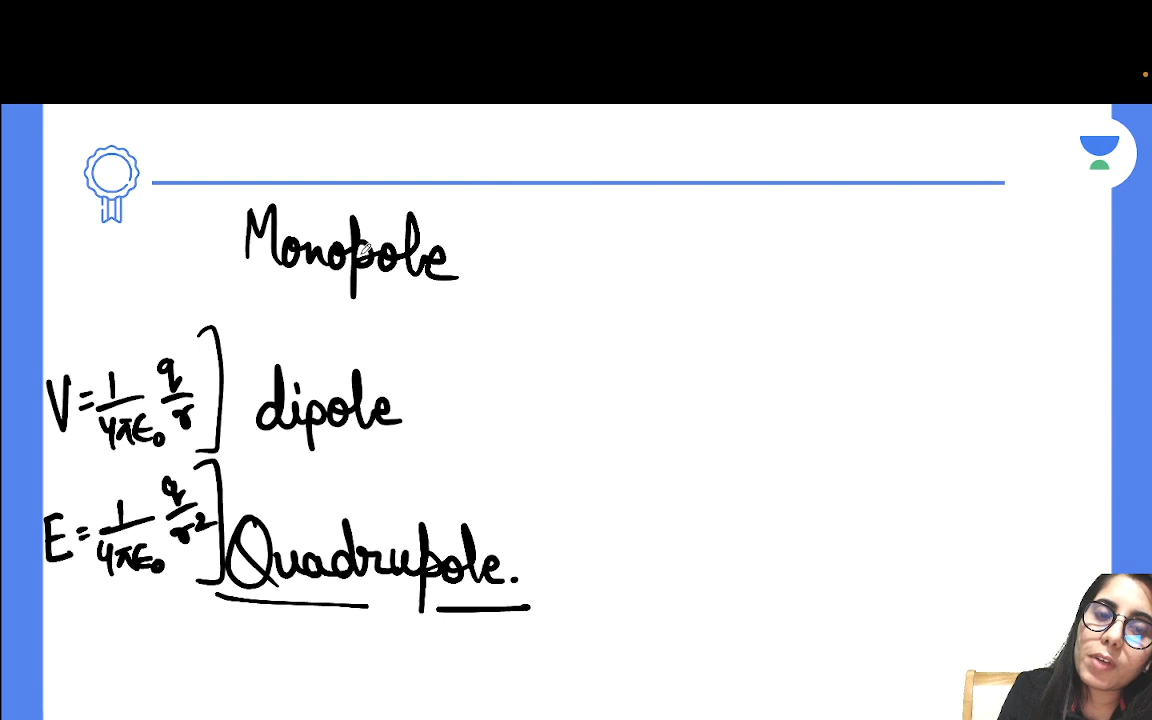 Monopole
V = 1/4πε₀ q/r ] dipole
E = 1/4πε₀ q/r² ] Quadrupole.